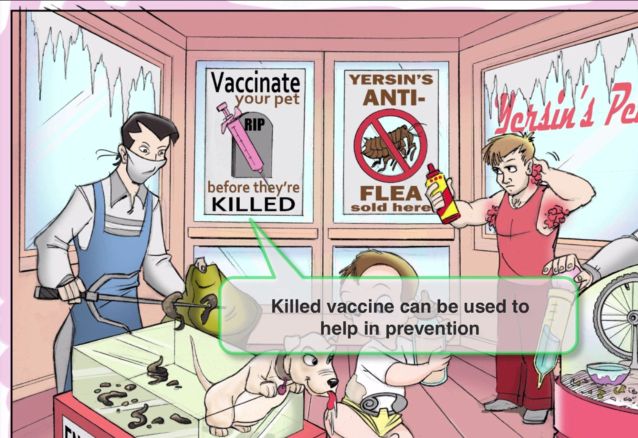 Vaccinate
your pet
RIP
before they're
KILLED
YERSIN'S
ANTI-
FLEA
sold here
Yersin's
Killed vaccine can be used to
help in prevention